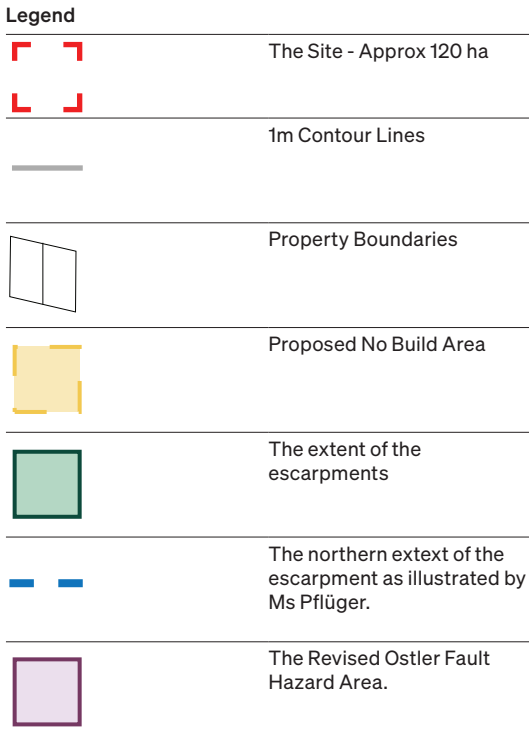 Legend
The Site - Approx 120 ha
1m Contour Lines
Property Boundaries
Proposed No Build Area
The extent of the
escarpments
The northern extext of the
escarpment as illustrated by
Ms Pflüger.
The Revised Ostler Fault
Hazard Area.